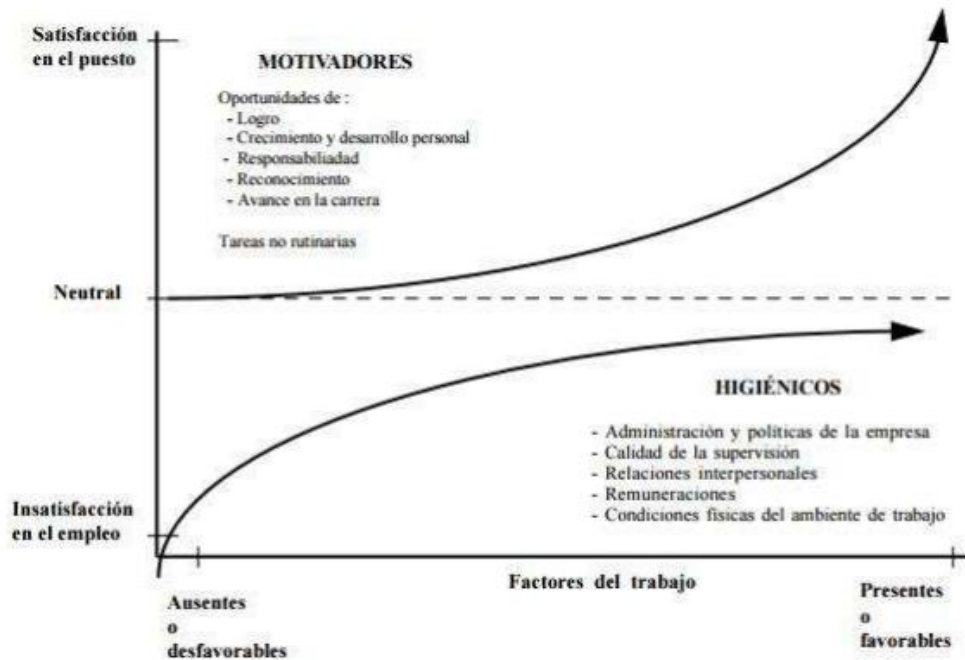 Satisfacción
en el puesto
MOTIVADORES
Oportunidades de :
- Logro
- Crecimiento y desarrollo personal
- Responsabiliadad
- Reconocimiento
- Avance en la carrera
Tareas no rutinarias
Neutral
HIGIÉNICOS
- Administración y políticas de la empresa
- Calidad de la supervisión
- Relaciones interpersonales
- Remuneraciones
- Condiciones físicas del ambiente de trabajo
Insatisfacción
en el empleo
Factores del trabajo
Ausentes
o
desfavorables
Presentes
o
favorables